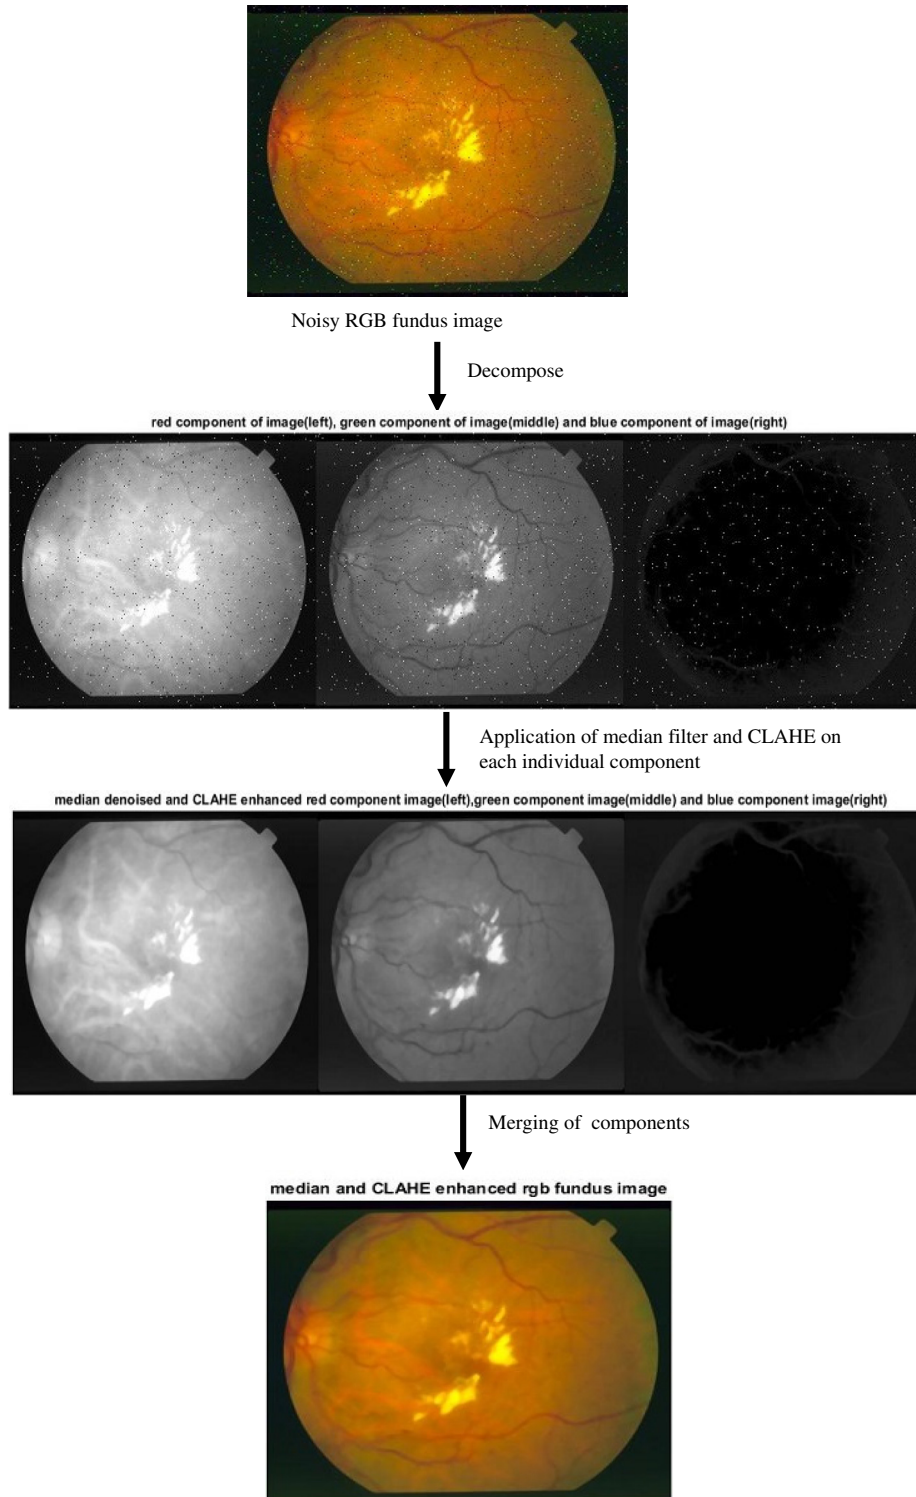 Noisy RGB fundus image
Decompose
red component of image(left), green component of image(middle) and blue component of image(right)
Application of median filter and CLAHE on
each individual component
median denoised and CLAHE enhanced red component image(left),green component image(middle) and blue component image(right)
Merging of components
median and CLAHE enhanced rgb fundus image